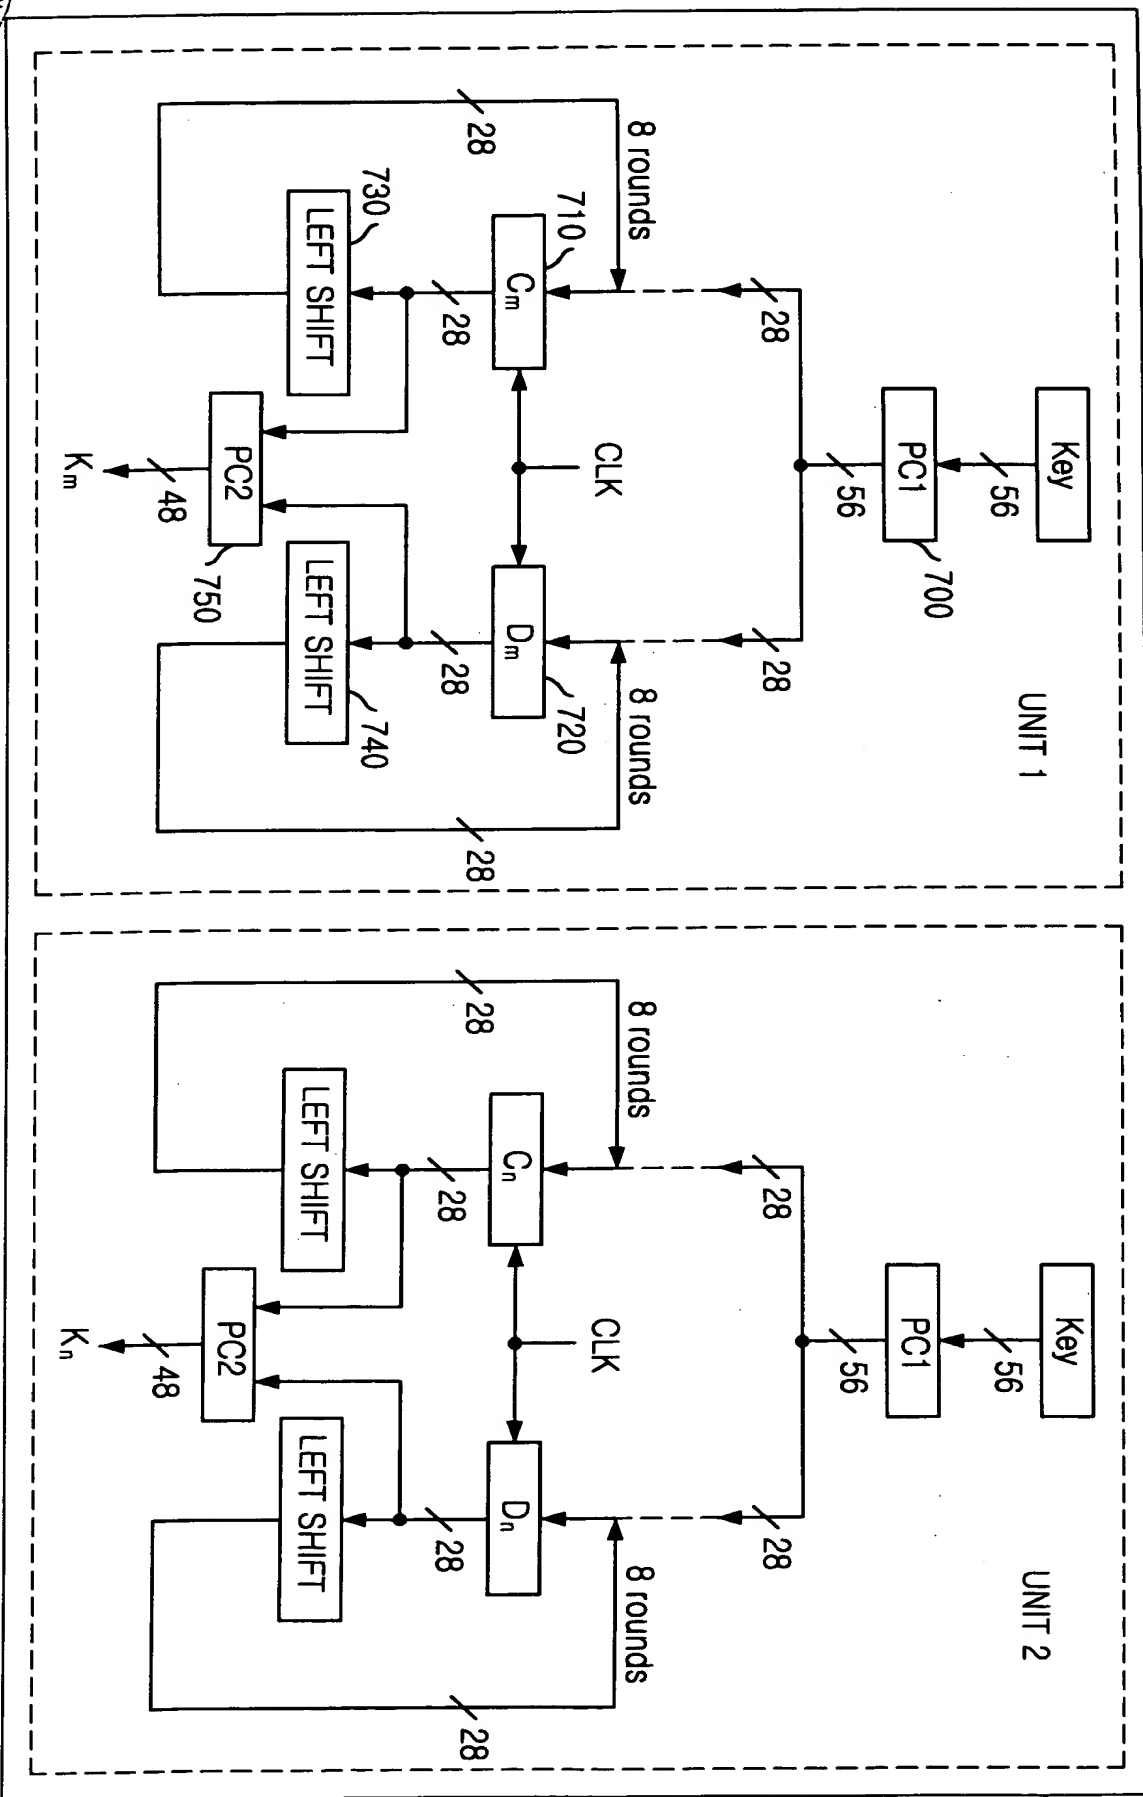 UNIT 1
Key
56
PC1
700
56
28
28
8 rounds
8 rounds
CLK
710
Cm
Dm
720
28
28
28
28
730
LEFT SHIFT
LEFT SHIFT
740
PC2
750
48
Km
UNIT 2
Key
56
PC1
56
28
28
8 rounds
8 rounds
CLK
Cn
Dn
28
28
28
28
LEFT SHIFT
LEFT SHIFT
PC2
48
Kn